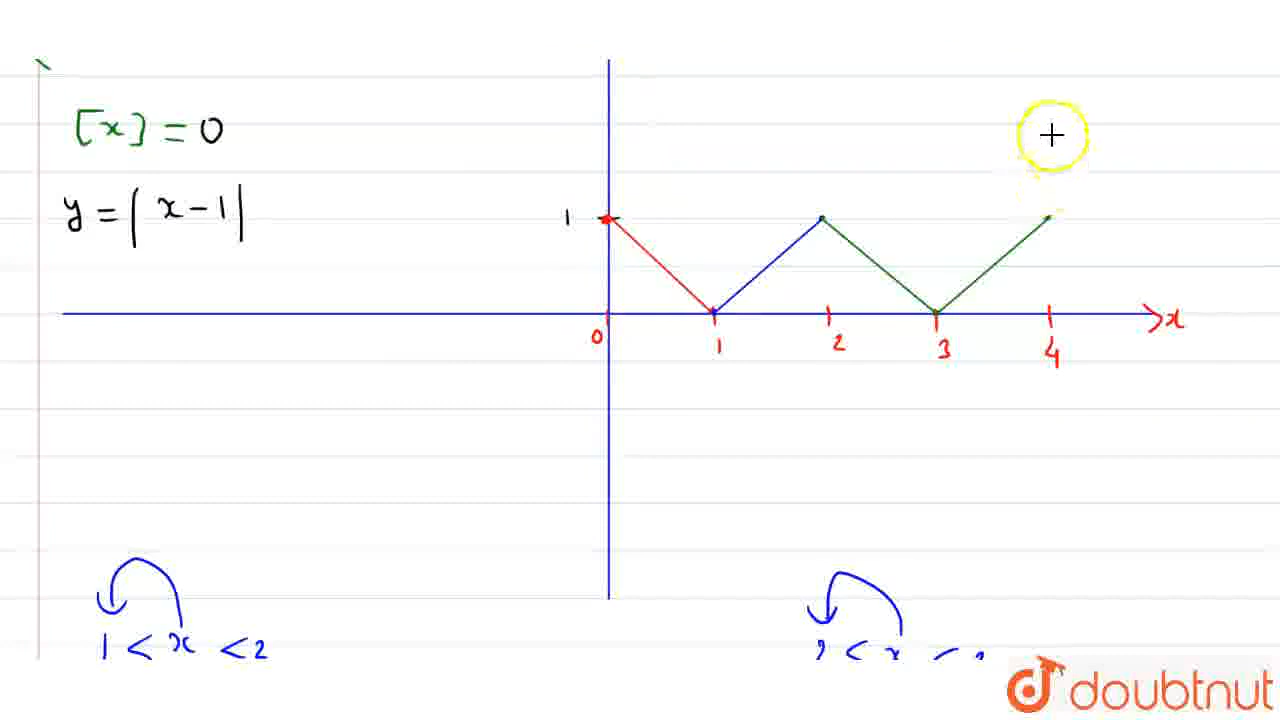 [x] = 0
y = | x - 1 |
1
0 1 2 3 4 x
1 < x < 2
doubtnut